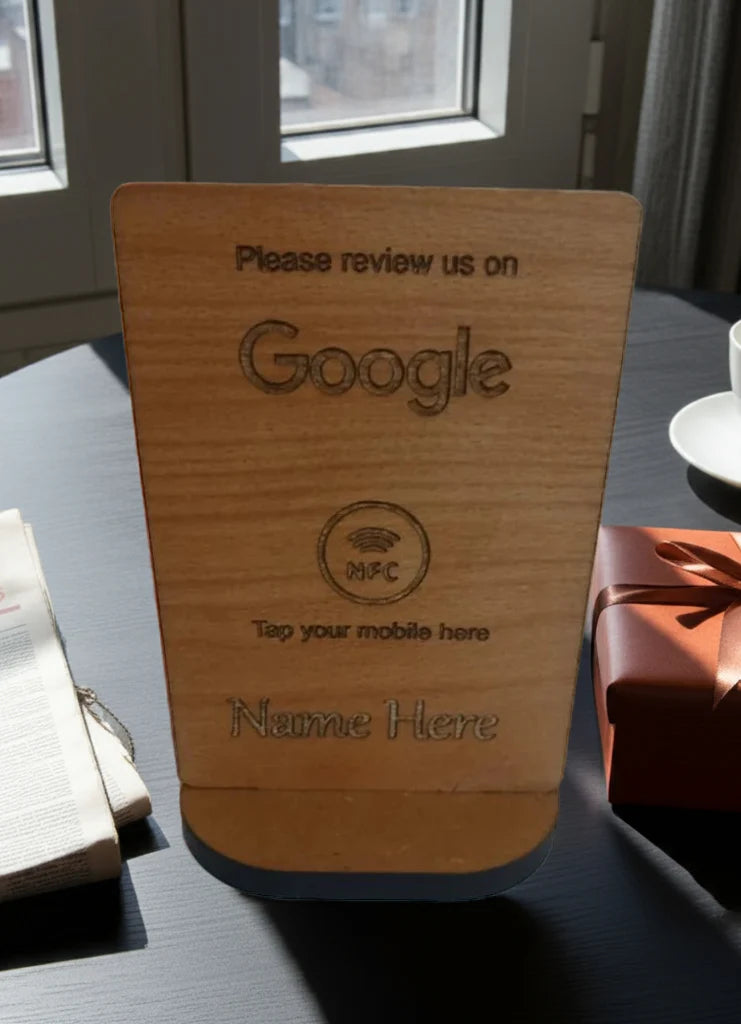 Please review us on
Google
NFC
Tap your mobile here
Name Here